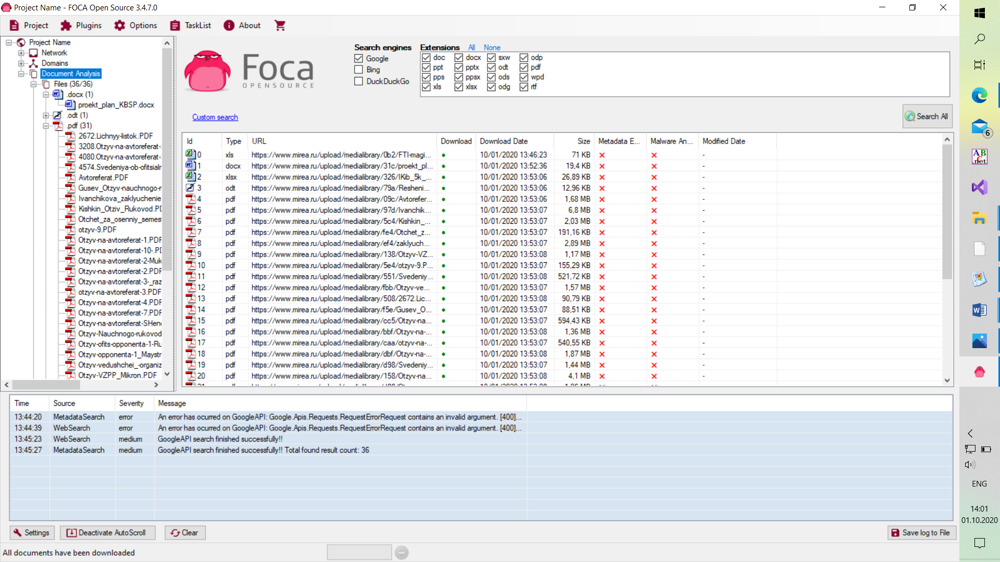 Project Name - FOCA Open Source 3.4.7.0
Project Plugins Options TaskList About
Project Name
Network
Domains
Document Analysis
Files (36/36)
.docx (1)
proekt_plan_KBSP.docx
.odt (1)
.pdf (31)
2672.Lichnyy-listok.PDF
3208.Otzyv-na-avtoreferat-
4080.Otzyv-na-avtoreferat-
4574.Svedeniya-ob-ofitsialr
Avtoreferat.PDF
Gusev_Otzyv-nauchnogo-r
Ivanchikova_zaklyuchenie
Kishkin_Otziv_Rukovod.PD
Otchet_za_osenniy_semes
otzyv-9.PDF
Otzyv-na-avtoreferat-1.PDF
Otzyv-na-avtoreferat-10-.PD
Otzyv-na-avtoreferat-2-Muk
Otzyv-na-avtoreferat-2.PDF
Otzyv-na-avtoreferat-3-_raz
otzyv-na-avtoreferat-3.PDF
Otzyv-na-avtoreferat-4.PDF
Otzyv-na-avtoreferat-7.PDF
Otzyv-na-avtoreferat-SHen
Otzyv-Nauchnogo-rukovod
Otzyv-ofits-opponenta-1-Ru
Otzyv-opponenta-1_Maystr
Otzyv-vedushchei_-organiz
Otzyv-VZPP_Mikron.PDF
Foca
OPENSOURCE
Search engines
Google
Bing
DuckDuckGo
Extensions All None
doc docx sxw odp
ppt pptx odt pdf
pps ppsx ods wpd
xls xlsx odg rtf
Custom search
Search All
Id Type URL Download Download Date Size Metadata E... Malware An... Modified Date
0 xls https://www.mirea.ru/upload/medialibrary/0b2/FTI-magi... 10/01/2020 13:46:23 71 KB -
1 docx https://www.mirea.ru/upload/medialibrary/31c/proekt_pl... 10/01/2020 13:52:36 19,4 KB -
2 xlsx https://www.mirea.ru/upload/medialibrary/326/IKib_5k_... 10/01/2020 13:53:06 26,89 KB -
3 odt https://www.mirea.ru/upload/medialibrary/79a/Resheni... 10/01/2020 13:53:06 12,96 KB -
4 pdf https://www.mirea.ru/upload/medialibrary/09c/Avtorefer... 10/01/2020 13:53:06 1,68 MB -
5 pdf https://www.mirea.ru/upload/medialibrary/97d/Ivanchik... 10/01/2020 13:53:07 6,8 MB -
6 pdf https://www.mirea.ru/upload/medialibrary/5c4/Kishkin_... 10/01/2020 13:53:07 2,03 MB -
7 pdf https://www.mirea.ru/upload/medialibrary/fe4/Otchet_z... 10/01/2020 13:53:07 191,16 KB -
8 pdf https://www.mirea.ru/upload/medialibrary/ef4/zaklyuch... 10/01/2020 13:53:07 2,89 MB -
9 pdf https://www.mirea.ru/upload/medialibrary/138/Otzyv-VZ... 10/01/2020 13:53:08 1,17 MB -
10 pdf https://www.mirea.ru/upload/medialibrary/5e4/otzyv-9.P... 10/01/2020 13:53:07 155,29 KB -
11 pdf https://www.mirea.ru/upload/medialibrary/551/Svedeniy... 10/01/2020 13:53:08 521,72 KB -
12 pdf https://www.mirea.ru/upload/medialibrary/fbb/Otzyv-ve... 10/01/2020 13:53:07 1,57 MB -
13 pdf https://www.mirea.ru/upload/medialibrary/508/2672.Lic... 10/01/2020 13:53:08 90,79 KB -
14 pdf https://www.mirea.ru/upload/medialibrary/f5e/Gusev_O... 10/01/2020 13:53:07 88,51 KB -
15 pdf https://www.mirea.ru/upload/medialibrary/cc5/Otzyv-na... 10/01/2020 13:53:07 594,43 KB -
16 pdf https://www.mirea.ru/upload/medialibrary/bbf/Otzyv-na-... 10/01/2020 13:53:08 1,36 MB -
17 pdf https://www.mirea.ru/upload/medialibrary/caa/otzyv-na-... 10/01/2020 13:53:07 540,55 KB -
18 pdf https://www.mirea.ru/upload/medialibrary/dbf/Otzyv-na-... 10/01/2020 13:53:08 1,87 MB -
19 pdf https://www.mirea.ru/upload/medialibrary/d98/Svedeniy... 10/01/2020 13:53:07 1,44 MB -
20 pdf https://www.mirea.ru/upload/medialibrary/158/Otzyv-na... 10/01/2020 13:53:08 4,1 MB -
Time Source Severity Message
13:44:20 MetadataSearch error An error has ocurred on GoogleAPI: Google.Apis.Requests.RequestErrorRequest contains an invalid argument. [400]...
13:44:39 WebSearch error An error has ocurred on GoogleAPI: Google.Apis.Requests.RequestErrorRequest contains an invalid argument. [400]...
13:45:23 WebSearch medium GoogleAPI search finished successfully!!
13:45:27 MetadataSearch medium GoogleAPI search finished successfully!! Total found result count: 36
Settings Deactivate AutoScroll Clear Save log to File
All documents have been downloaded
6
AB
.net
ENG
14:01
01.10.2020